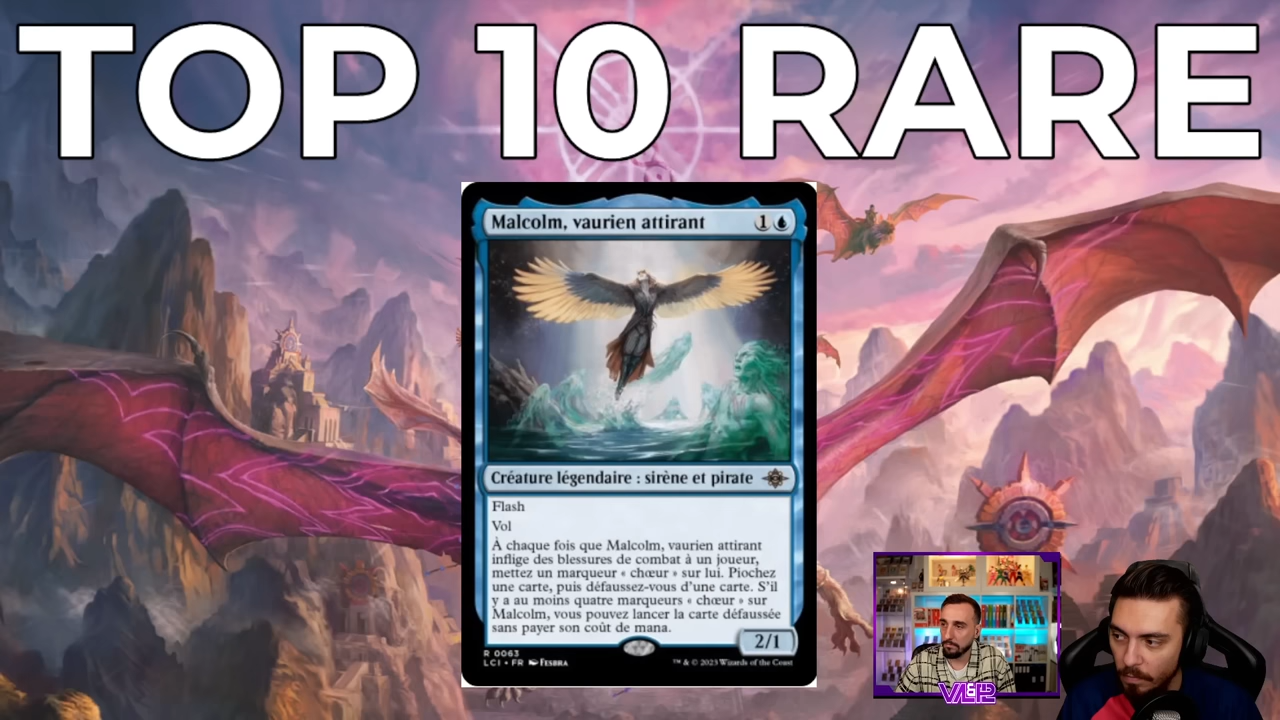 TOP 10 RARE
Malcolm, vaurien attirant 1
Créature légendaire : sirène et pirate
Flash
Vol
À chaque fois que Malcolm, vaurien attirant
inflige des blessures de combat à un joueur,
mettez un marqueur « chœur » sur lui. Piochez
une carte, puis défaussez-vous d'une carte. S'il
y a au moins quatre marqueurs « chœur » sur
Malcolm, vous pouvez lancer la carte défaussée
sans payer son coût de mana.
2/1
R 0063
LCI • FR FESBRA
™ & © 2023 Wizards of the Coast